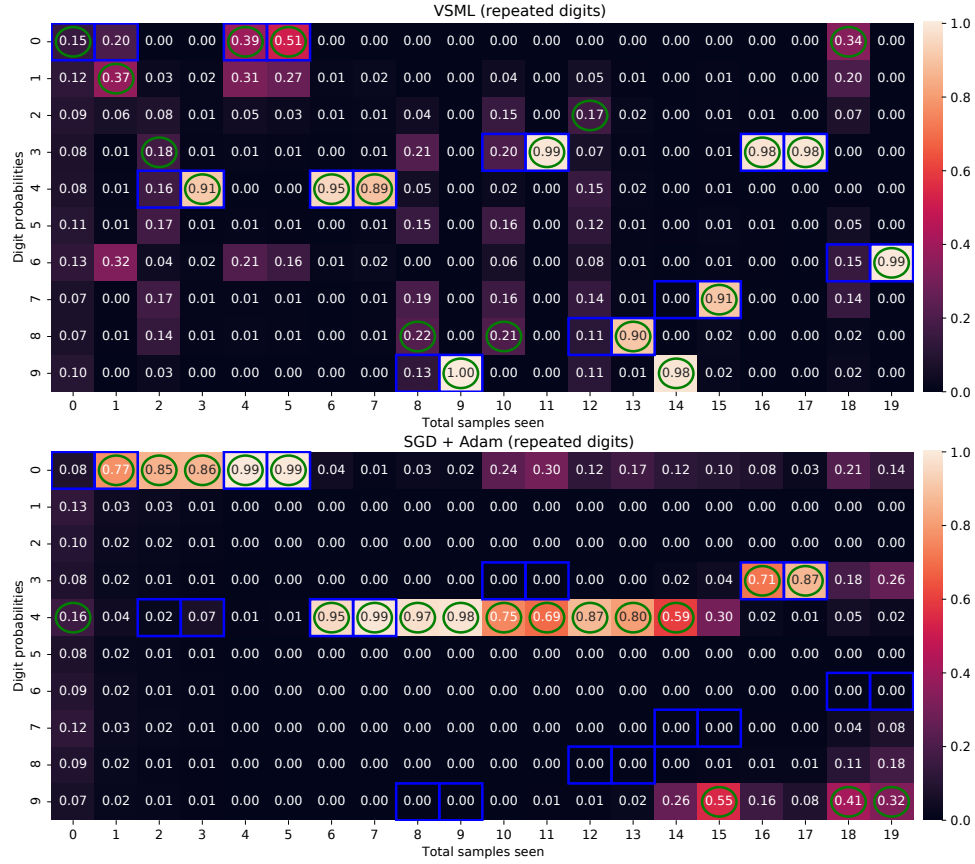 VSML (repeated digits)
0 0.15 0.20 0.00 0.00 0.39 0.51 0.00 0.00 0.00 0.00 0.00 0.00 0.00 0.00 0.00 0.00 0.00 0.00 0.34 0.00
1 0.12 0.37 0.03 0.02 0.31 0.27 0.01 0.02 0.00 0.00 0.04 0.00 0.05 0.01 0.00 0.01 0.00 0.00 0.20 0.00
2 0.09 0.06 0.08 0.01 0.05 0.03 0.01 0.01 0.04 0.00 0.15 0.00 0.17 0.02 0.00 0.01 0.00 0.00 0.07 0.00
3 0.08 0.01 0.18 0.01 0.00 0.00 0.00 0.00 0.21 0.00 0.20 0.99 0.07 0.01 0.00 0.00 0.98 0.98 0.00 0.00
4 0.08 0.01 0.16 0.91 0.00 0.00 0.95 0.89 0.05 0.00 0.02 0.00 0.15 0.02 0.01 0.00 0.00 0.00 0.01 0.00
5 0.11 0.01 0.17 0.01 0.01 0.01 0.00 0.00 0.15 0.00 0.16 0.00 0.12 0.01 0.00 0.01 0.00 0.00 0.05 0.00
6 0.13 0.32 0.04 0.02 0.21 0.16 0.01 0.02 0.01 0.00 0.06 0.00 0.08 0.01 0.00 0.01 0.01 0.00 0.15 0.99
7 0.07 0.00 0.17 0.01 0.00 0.00 0.01 0.01 0.19 0.00 0.16 0.00 0.14 0.01 0.00 0.91 0.00 0.00 0.14 0.00
8 0.07 0.01 0.14 0.01 0.01 0.01 0.00 0.01 0.22 0.00 0.21 0.00 0.11 0.90 0.00 0.02 0.00 0.00 0.02 0.00
9 0.10 0.00 0.03 0.00 0.00 0.00 0.00 0.01 0.13 1.00 0.00 0.00 0.11 0.01 0.98 0.02 0.00 0.00 0.02 0.00
0 1 2 3 4 5 6 7 8 9 10 11 12 13 14 15 16 17 18 19
Total samples seen
Digit probabilities
1.0
0.8
0.6
0.4
0.2
0.0
SGD + Adam (repeated digits)
0 0.08 0.77 0.85 0.86 0.99 0.99 0.04 0.01 0.03 0.02 0.24 0.30 0.12 0.17 0.12 0.10 0.08 0.03 0.21 0.14
1 0.13 0.03 0.03 0.01 0.00 0.00 0.00 0.00 0.00 0.00 0.00 0.00 0.00 0.00 0.00 0.00 0.00 0.00 0.00 0.00
2 0.10 0.02 0.02 0.01 0.00 0.00 0.00 0.00 0.00 0.00 0.00 0.00 0.00 0.00 0.00 0.00 0.00 0.00 0.00 0.00
3 0.08 0.02 0.01 0.01 0.00 0.00 0.00 0.00 0.00 0.00 0.00 0.00 0.00 0.00 0.02 0.04 0.71 0.87 0.18 0.26
4 0.16 0.04 0.02 0.07 0.01 0.01 0.95 0.99 0.97 0.98 0.75 0.69 0.87 0.80 0.59 0.30 0.02 0.01 0.05 0.02
5 0.08 0.02 0.01 0.00 0.00 0.00 0.00 0.00 0.00 0.00 0.00 0.00 0.00 0.00 0.00 0.00 0.00 0.00 0.00 0.00
6 0.09 0.02 0.01 0.01 0.00 0.00 0.00 0.00 0.00 0.00 0.00 0.00 0.00 0.00 0.00 0.00 0.00 0.00 0.00 0.00
7 0.12 0.03 0.02 0.01 0.00 0.00 0.00 0.00 0.00 0.00 0.00 0.00 0.00 0.00 0.00 0.00 0.00 0.00 0.04 0.08
8 0.09 0.02 0.01 0.01 0.00 0.00 0.00 0.00 0.00 0.00 0.00 0.00 0.00 0.00 0.00 0.01 0.01 0.01 0.11 0.18
9 0.07 0.02 0.01 0.01 0.00 0.00 0.00 0.00 0.00 0.00 0.00 0.01 0.01 0.02 0.26 0.55 0.16 0.08 0.41 0.32
0 1 2 3 4 5 6 7 8 9 10 11 12 13 14 15 16 17 18 19
Total samples seen
Digit probabilities
1.0
0.8
0.6
0.4
0.2
0.0